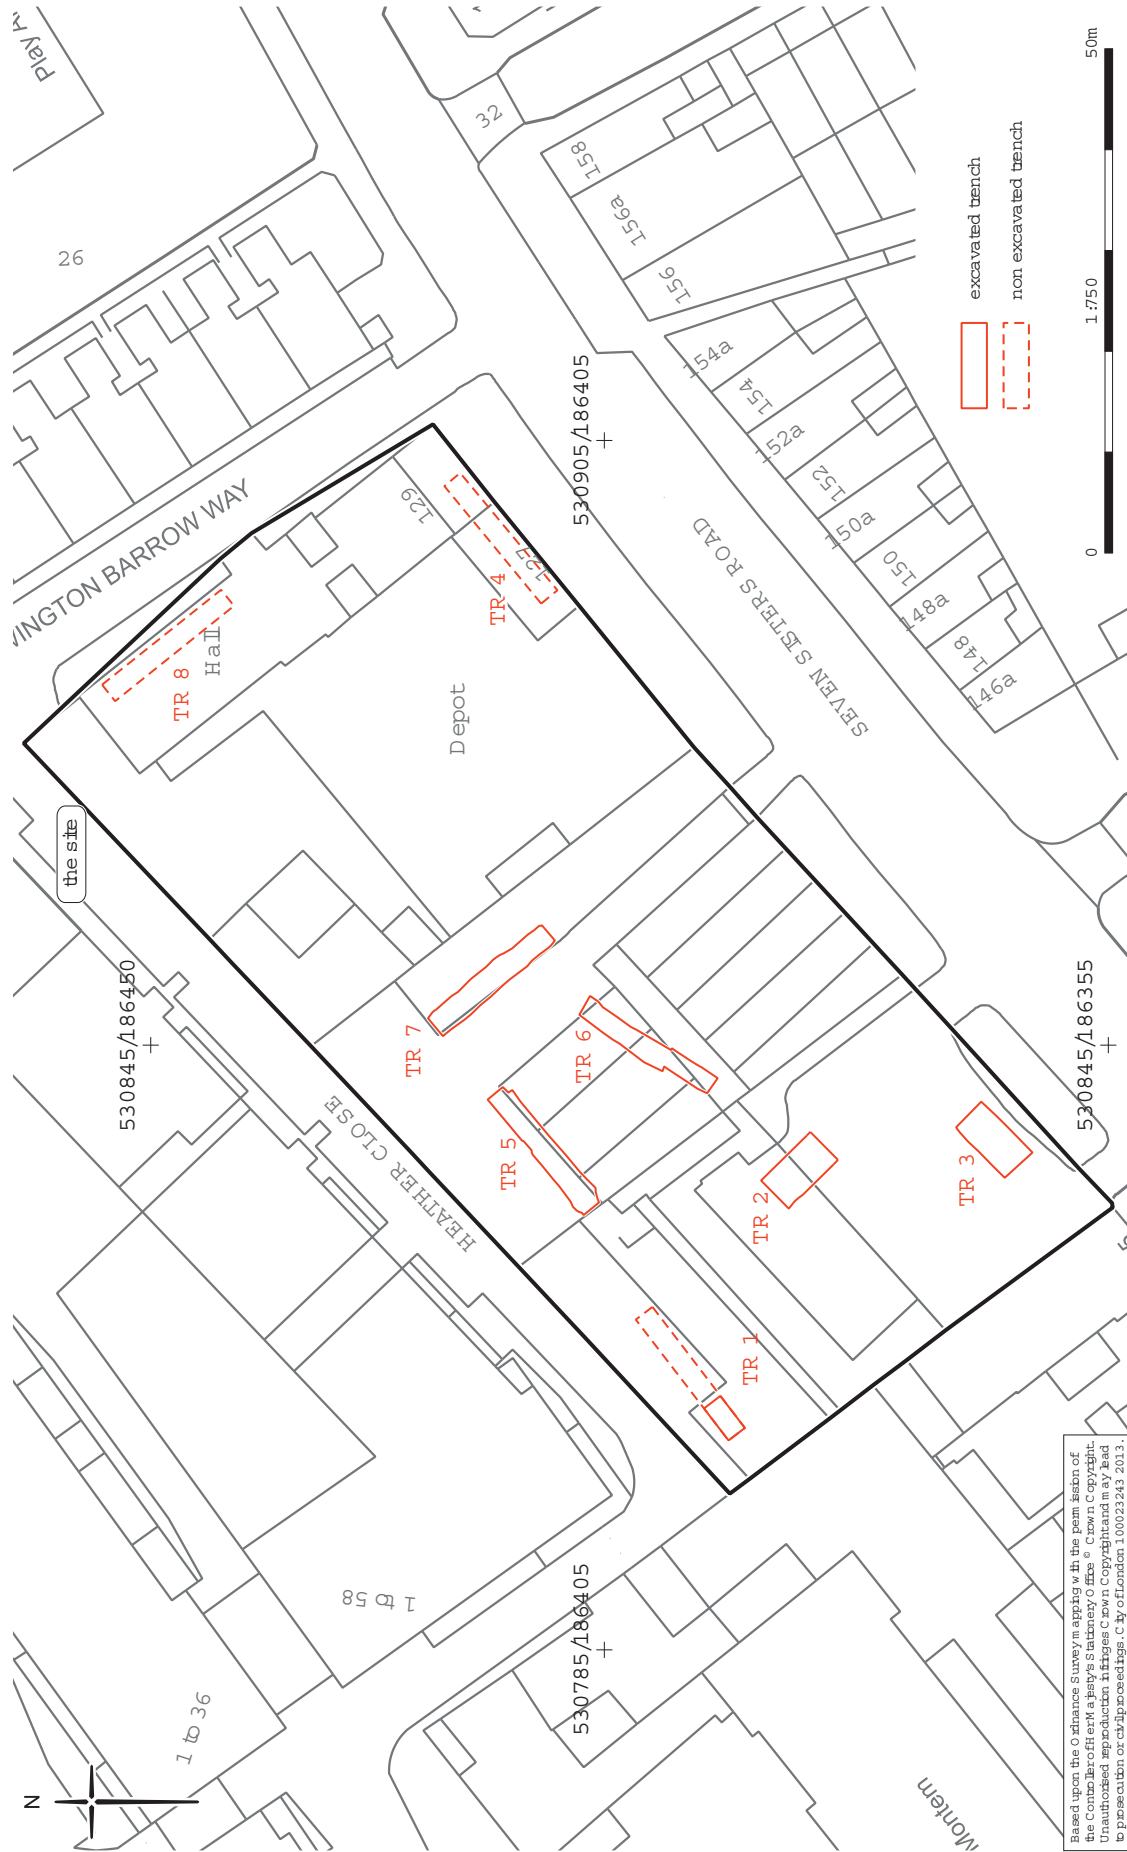 Play A
26
32
158
156a
156
54a
154
52a
152
50a
150
148a
148
146a
VINGTON BARROW WAY
SEVEN SISTERS ROAD
HEATHER CLOSE
530905/186405
530845/186450
530845/186355
530785/186405
129
127
Hall
Depot
the site
TR 8
TR 4
TR 7
TR 6
TR 5
TR 2
TR 3
TR 1
1 to 58
1 to 36
Montem
N
excavated trench
non excavated trench
0
1:750
50m
Based upon the Ordnance Survey mapping with the permission of
the Controller of Her Majesty's Stationery Office © Crown Copyright.
Unauthorised reproduction infringes Crown Copyright and may lead
to prosecution or civil proceedings. City of London 100023243 2013.